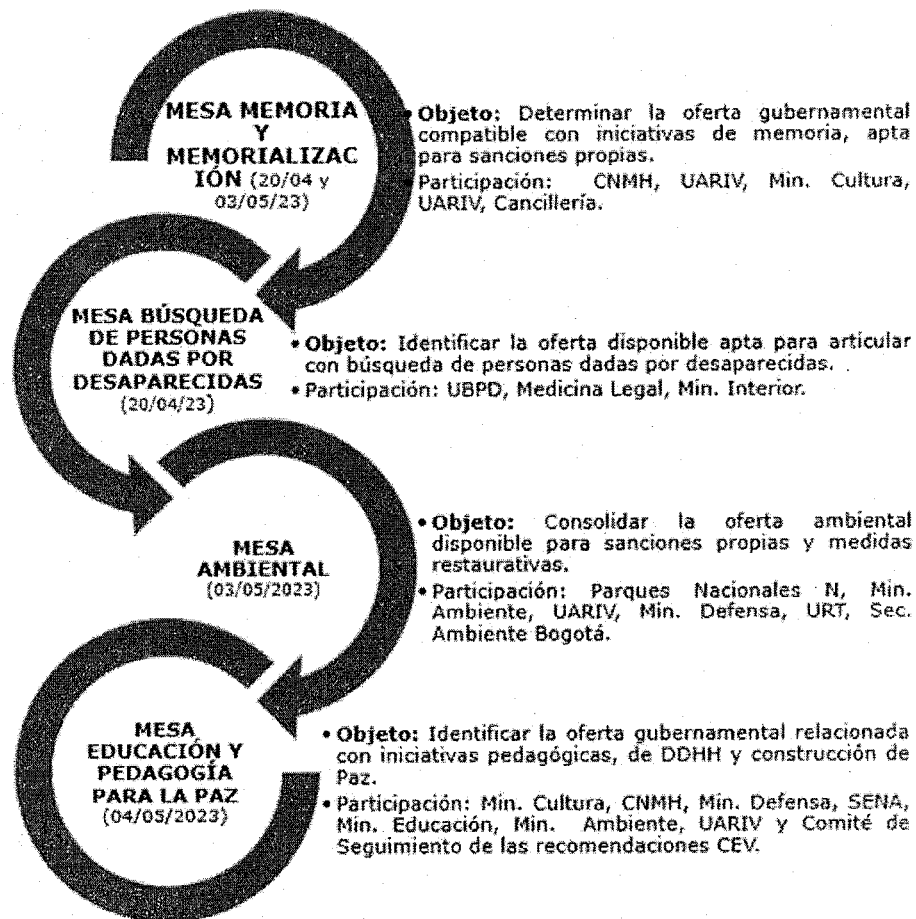 MESA MEMORIA
Y
MEMORIALIZAC
IÓN (20/04 y
03/05/23)
• Objeto: Determinar la oferta gubernamental
compatible con iniciativas de memoria, apta
para sanciones propias.
• Participación: CNMH, UARIV, Min. Cultura,
UARIV, Cancillería.
MESA BÚSQUEDA
DE PERSONAS
DADAS POR
DESAPARECIDAS
(20/04/23)
• Objeto: Identificar la oferta disponible apta para articular
con búsqueda de personas dadas por desaparecidas.
• Participación: UBPD, Medicina Legal, Min. Interior.
MESA
AMBIENTAL
(03/05/2023)
• Objeto: Consolidar la oferta ambiental
disponible para sanciones propias y medidas
restaurativas.
• Participación: Parques Nacionales N, Min.
Ambiente, UARIV, Min. Defensa, URT, Sec.
Ambiente Bogotá.
MESA
EDUCACIÓN Y
PEDAGOGÍA
PARA LA PAZ
(04/05/2023)
• Objeto: Identificar la oferta gubernamental relacionada
con iniciativas pedagógicas, de DDHH y construcción de
Paz.
• Participación: Min. Cultura, CNMH, Min. Defensa, SENA,
Min. Educación, Min. Ambiente, UARIV y Comité de
Seguimiento de las recomendaciones CEV.